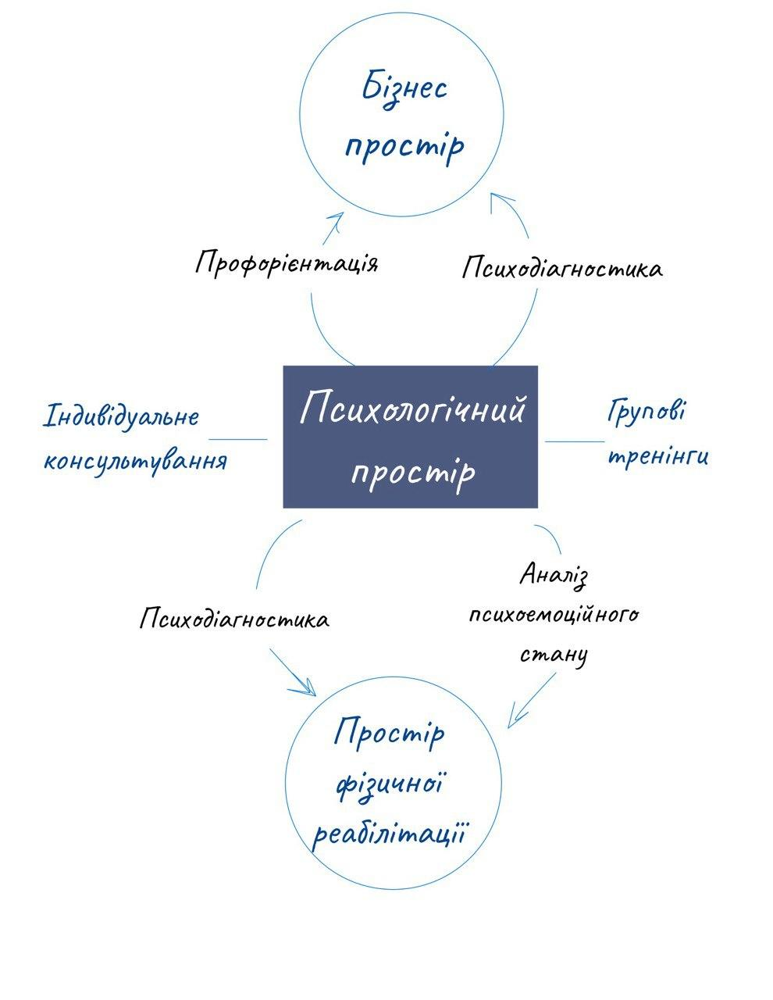 Бізнес
простір
Профорієнтація
Психодіагностика
Психологічний
простір
Індивідуальне
консультування
Групові
тренінги
Психодіагностика
Аналіз
психоемоційного
стану
Простір
фізичної
реабілітації